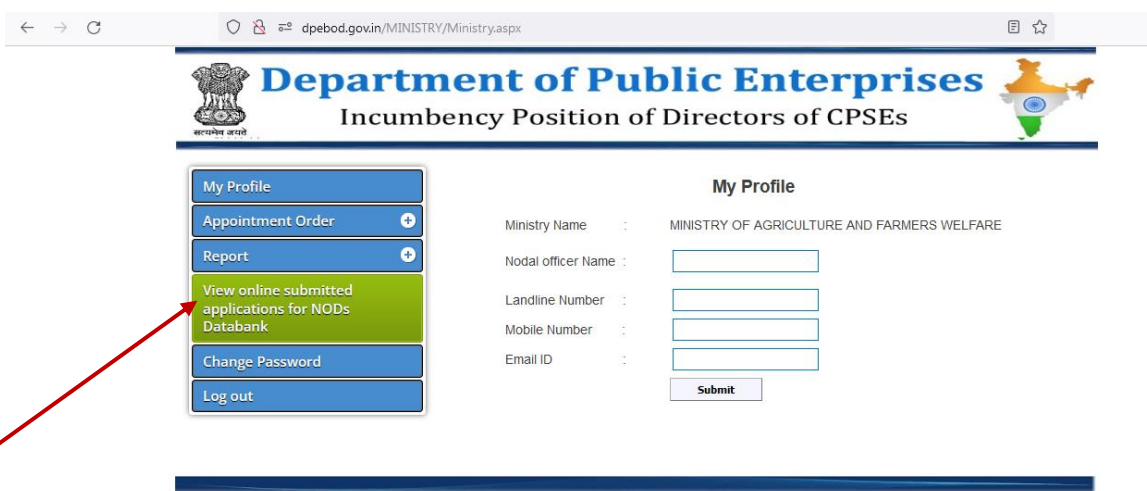 dpebod.gov.in/MINISTRY/Ministry.aspx
Department of Public Enterprises
Incumbency Position of Directors of CPSEs
सत्यमेव जयते
My Profile
Appointment Order
Report
View online submitted
applications for NODs
Databank
Change Password
Log out
My Profile
Ministry Name : MINISTRY OF AGRICULTURE AND FARMERS WELFARE
Nodal officer Name :
Landline Number :
Mobile Number :
Email ID :
Submit